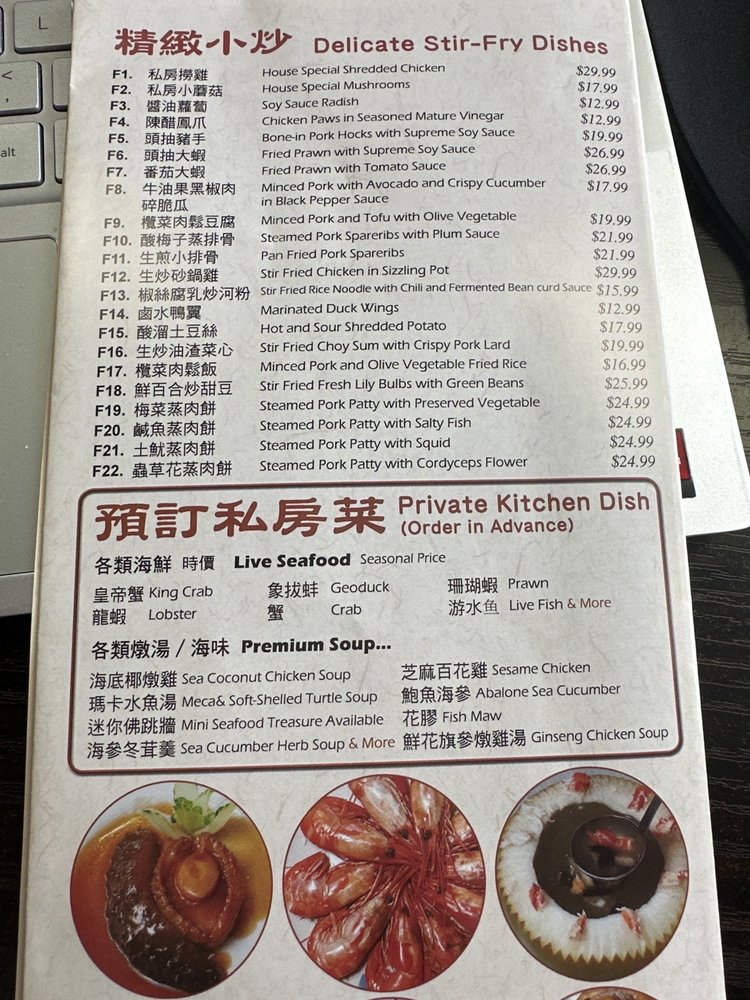 L
<
,
alt
精緻小炒 Delicate Stir-Fry Dishes
F1. 私房撈雞 House Special Shredded Chicken $29.99
F2. 私房小蘑菇 House Special Mushrooms $17.99
F3. 醬油蘿蔔 Soy Sauce Radish $12.99
F4. 陳醋鳳爪 Chicken Paws in Seasoned Mature Vinegar $12.99
F5. 頭抽豬手 Bone-in Pork Hocks with Supreme Soy Sauce $19.99
F6. 頭抽大蝦 Fried Prawn with Supreme Soy Sauce $26.99
F7. 番茄大蝦 Fried Prawn with Tomato Sauce $26.99
F8. 牛油果黑椒肉 Minced Pork with Avocado and Crispy Cucumber $17.99
碎脆瓜 in Black Pepper Sauce
F9. 欖菜肉鬆豆腐 Minced Pork and Tofu with Olive Vegetable $19.99
F10. 酸梅子蒸排骨 Steamed Pork Spareribs with Plum Sauce $21.99
F11. 生煎小排骨 Pan Fried Pork Spareribs $21.99
F12. 生炒砂鍋雞 Stir Fried Chicken in Sizzling Pot $29.99
F13. 椒絲腐乳炒河粉 Stir Fried Rice Noodle with Chili and Fermented Bean curd Sauce $15.99
F14. 鹵水鴨翼 Marinated Duck Wings $12.99
F15. 酸溜土豆絲 Hot and Sour Shredded Potato $17.99
F16. 生炒油渣菜心 Stir Fried Choy Sum with Crispy Pork Lard $19.99
F17. 欖菜肉鬆飯 Minced Pork and Olive Vegetable Fried Rice $16.99
F18. 鮮百合炒甜豆 Stir Fried Fresh Lily Bulbs with Green Beans $25.99
F19. 梅菜蒸肉餅 Steamed Pork Patty with Preserved Vegetable $24.99
F20. 鹹魚蒸肉餅 Steamed Pork Patty with Salty Fish $24.99
F21. 土魷蒸肉餅 Steamed Pork Patty with Squid $24.99
F22. 蟲草花蒸肉餅 Steamed Pork Patty with Cordyceps Flower $24.99
預訂私房菜 Private Kitchen Dish
(Order in Advance)
各類海鮮 時價 Live Seafood Seasonal Price
皇帝蟹 King Crab 象拔蚌 Geoduck 珊瑚蝦 Prawn
龍蝦 Lobster 蟹 Crab 游水鱼 Live Fish & More
各類燉湯 / 海味 Premium Soup...
海底椰燉雞 Sea Coconut Chicken Soup 芝麻百花雞 Sesame Chicken
瑪卡水魚湯 Meca& Soft-Shelled Turtle Soup 鮑魚海參 Abalone Sea Cucumber
迷你佛跳牆 Mini Seafood Treasure Available 花膠 Fish Maw
海參冬茸羹 Sea Cucumber Herb Soup & More 鮮花旗參燉雞湯 Ginseng Chicken Soup